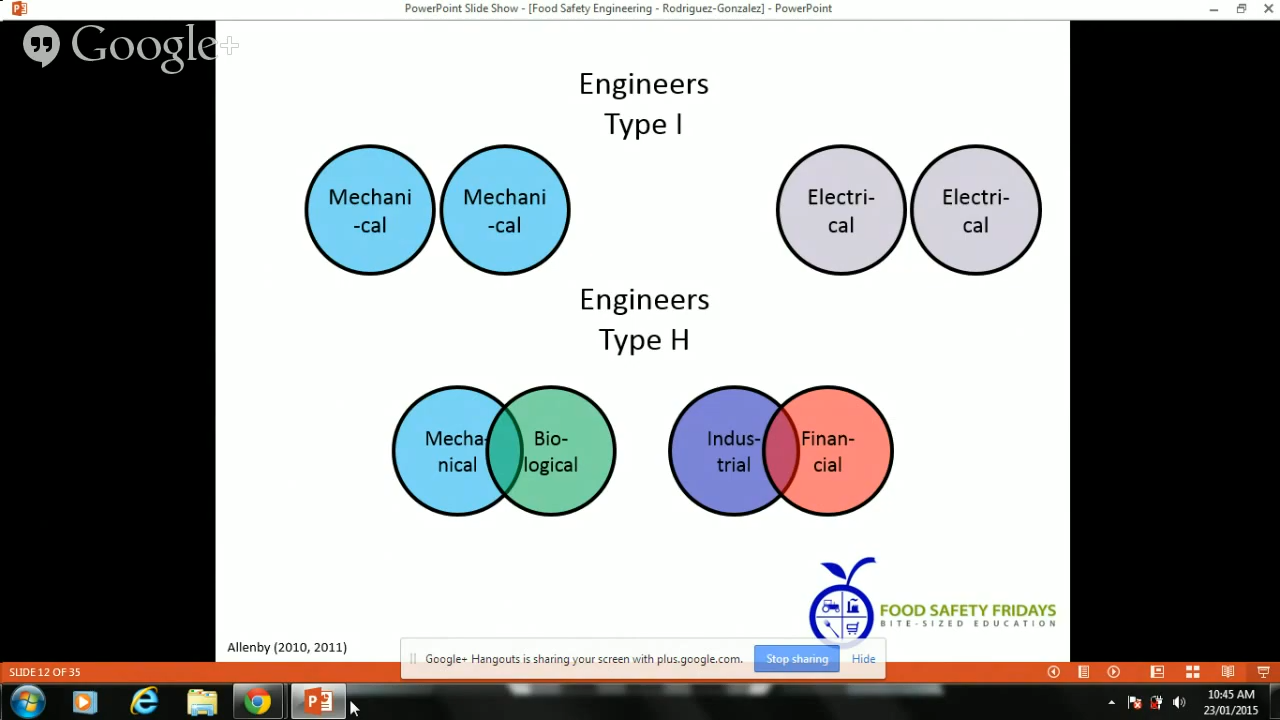 PowerPoint Slide Show - [Food Safety Engineering - Rodriguez-Gonzalez] - PowerPoint
Google+
Engineers
Type I
Mechani
-cal
Mechani
-cal
Electri-
cal
Electri-
cal
Engineers
Type H
Mecha-
nical
Bio-
logical
Indus-
trial
Finan-
cial
FOOD SAFETY FRIDAYS
BITE-SIZED EDUCATION
Allenby (2010, 2011)
Google+ Hangouts is sharing your screen with plus.google.com.
Stop sharing
Hide
SLIDE 12 OF 35
10:45 AM
23/01/2015